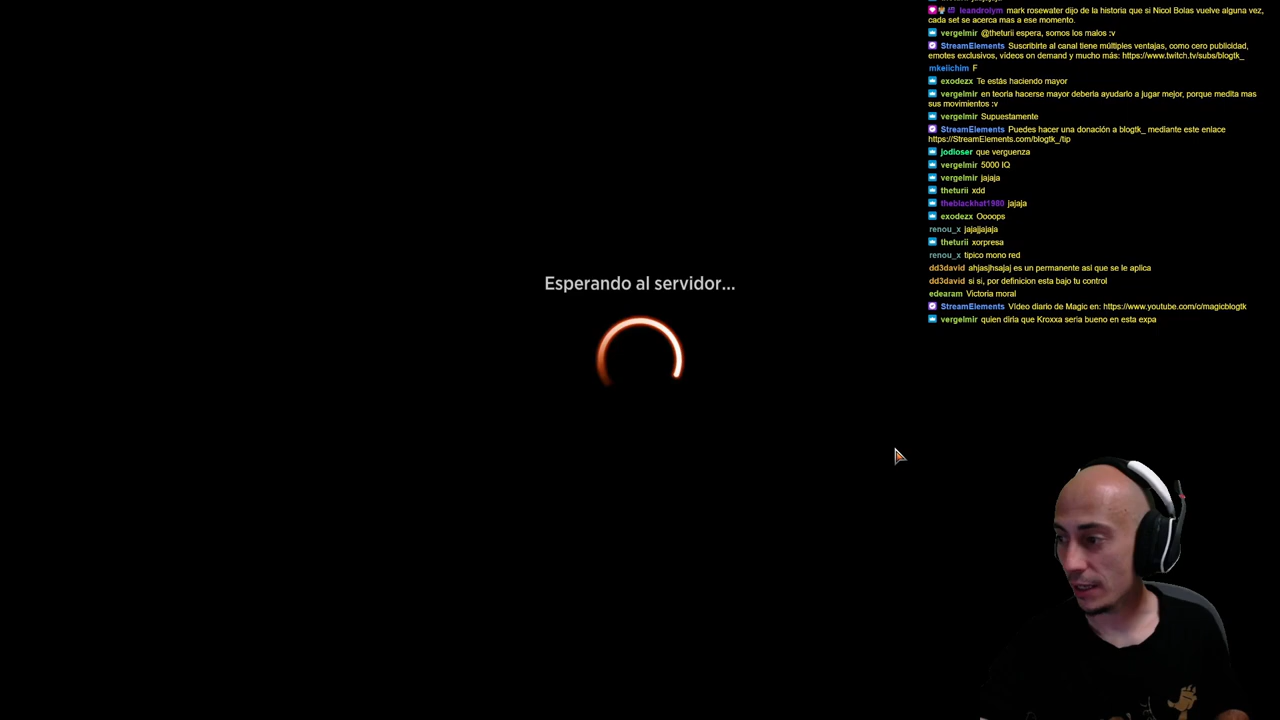 leandrolym mark rosewater dijo de la historia que si Nicol Bolas vuelve alguna vez,
cada set se acerca mas a ese momento.
vergelmir @theturii espera, somos los malos :v
StreamElements Suscribirte al canal tiene múltiples ventajas, como cero publicidad,
emotes exclusivos, vídeos on demand y mucho más: https://www.twitch.tv/subs/blogtk_
mkelichim F
exodezx Te estás haciendo mayor
vergelmir en teoria hacerse mayor deberia ayudarlo a jugar mejor, porque medita mas
sus movimientos :v
vergelmir Supuestamente
StreamElements Puedes hacer una donación a blogtk_ mediante este enlace
https://StreamElements.com/blogtk_/tip
jodioser que verguenza
vergelmir 5000 IQ
vergelmir jajaja
theturii xdd
theblackhat1980 jajaja
exodezx Oooops
renou_x jajajjajaja
theturii xorpresa
renou_x tipico mono red
dd3david ahjasjhsajaj es un permanente asi que se le aplica
dd3david si si, por definicion esta bajo tu control
edearam Victoria moral
StreamElements Vídeo diario de Magic en: https://www.youtube.com/c/magicblogtk
vergelmir quien diria que Kroxxa seria bueno en esta expa
Esperando al servidor...